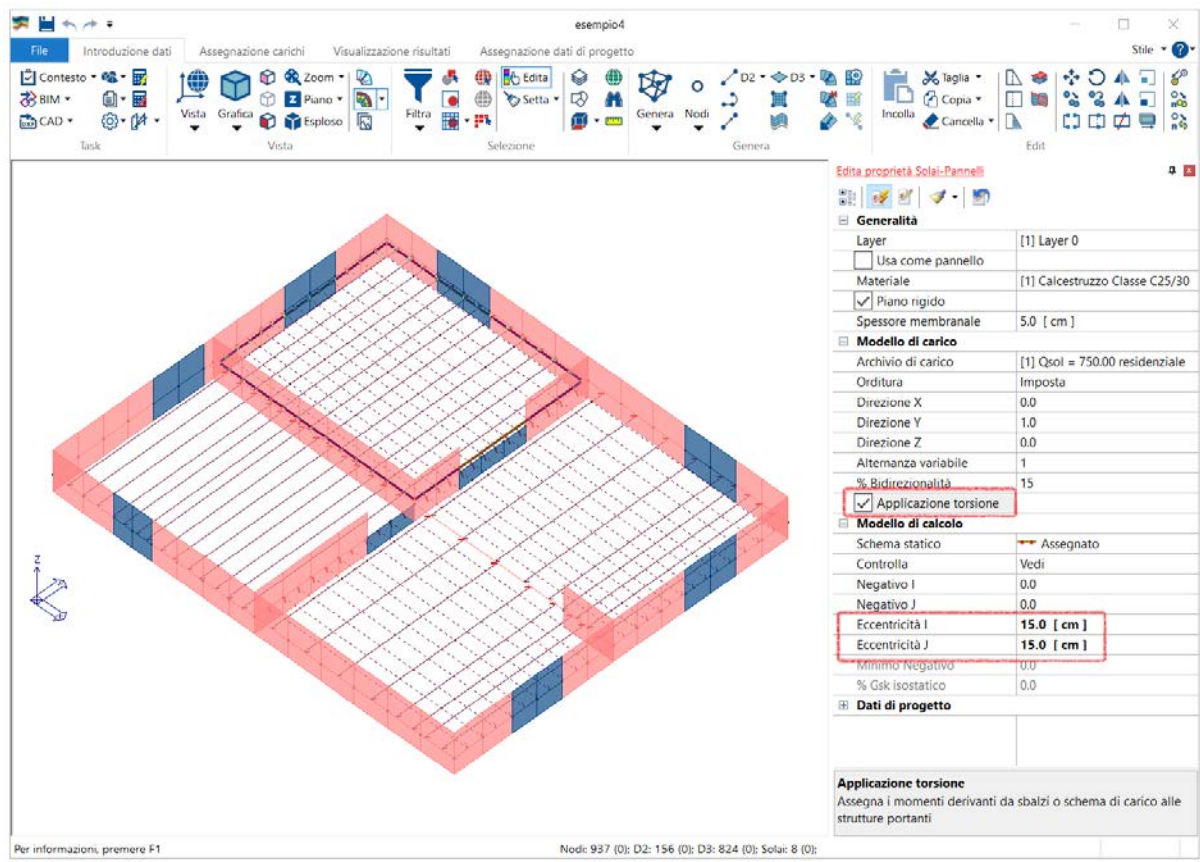 esempio4
File Introduzione dati Assegnazione carichi Visualizzazione risultati Assegnazione dati di progetto Stile
Contesto
BIM
CAD
Task
Vista Grafica
Zoom
Piano
Esploso
Vista
Filtra
Edita
Setta
Selezione
Genera Nodi
D2 D3
Genera
Incolla
Taglia
Copia
Cancella
Edit
Edita proprietà Solai-Pannelli
Generalità
Layer [1] Layer 0
Usa come pannello
Materiale [1] Calcestruzzo Classe C25/30
Piano rigido
Spessore membranale 5.0 [ cm ]
Modello di carico
Archivio di carico [1] Qsol = 750.00 residenziale
Orditura Imposta
Direzione X 0.0
Direzione Y 1.0
Direzione Z 0.0
Alternanza variabile 1
% Bidirezionalità 15
Applicazione torsione
Modello di calcolo
Schema statico Assegnato
Controlla Vedi
Negativo I 0.0
Negativo J 0.0
Eccentricità I 15.0 [ cm ]
Eccentricità J 15.0 [ cm ]
Minimo Negativo 0.0
% Gsk isostatico 0.0
Dati di progetto
Applicazione torsione
Assegna i momenti derivanti da sbalzi o schema di carico alle
strutture portanti
Z
Per informazioni, premere F1 Nodi: 937 (0); D2: 156 (0); D3: 824 (0); Solai: 8 (0);